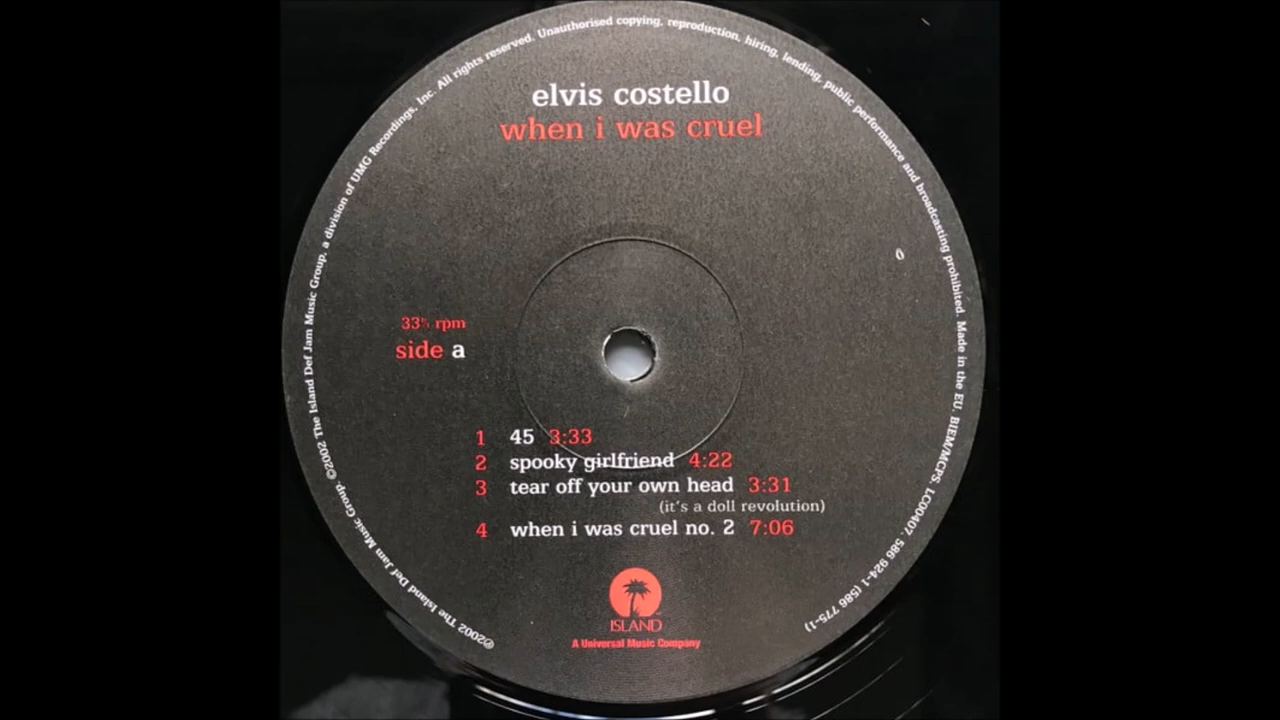 elvis costello
when i was cruel
33⅓ rpm
side a
1 45 3:33
2 spooky girlfriend 4:22
3 tear off your own head 3:31
(it's a doll revolution)
4 when i was cruel no. 2 7:06
ISLAND
A Universal Music Company
℗2002 The Island Def Jam Music Group. ©2002 The Island Def Jam Music Group, a division of UMG Recordings, Inc. All rights reserved. Unauthorised copying, reproduction, hiring, lending, public performance and broadcasting prohibited. Made in the EU. BIEM/MCPS. LC00407. 586 924-1 (586 775-1)